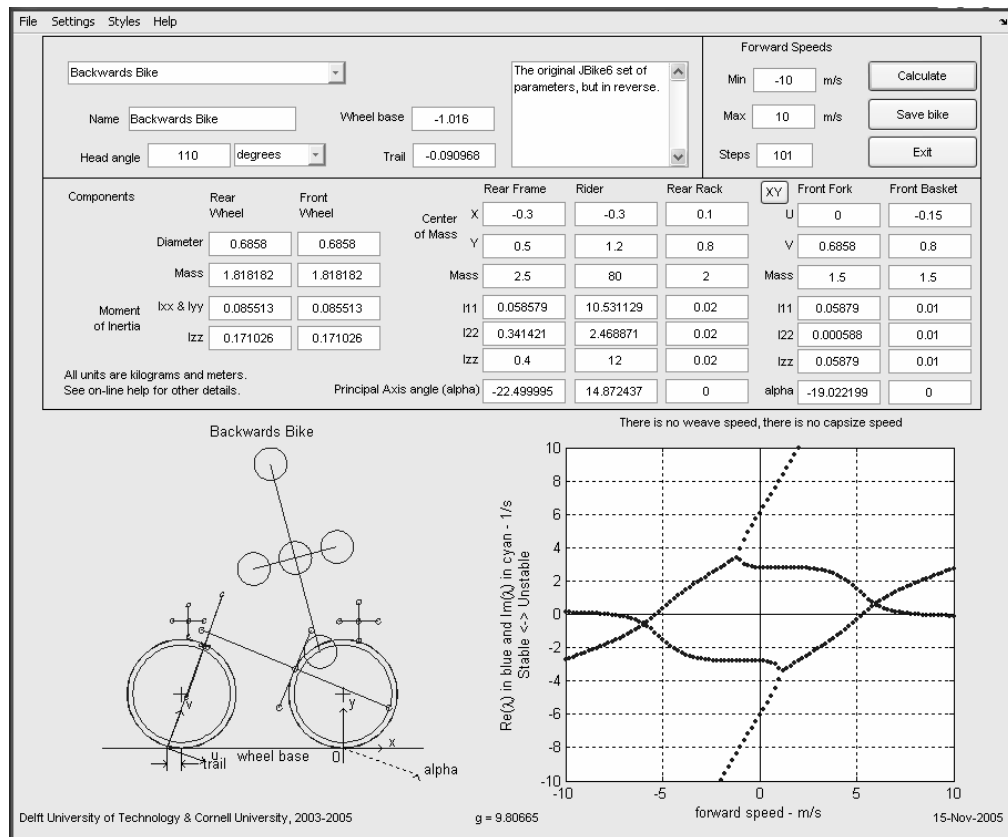 File Settings Styles Help
Backwards Bike
Name Backwards Bike
Head angle 110 degrees
Wheel base -1.016
Trail -0.090968
The original JBike6 set of
parameters, but in reverse.
Forward Speeds
Min -10 m/s
Max 10 m/s
Steps 101
Calculate
Save bike
Exit
Components
Rear Wheel Front Wheel
Diameter 0.6858 0.6858
Mass 1.818182 1.818182
Moment of Inertia
Ixx & Iyy 0.085513 0.085513
Izz 0.171026 0.171026
All units are kilograms and meters.
See on-line help for other details.
Rear Frame Rider Rear Rack
Center of Mass
X -0.3 -0.3 0.1
Y 0.5 1.2 0.8
Mass 2.5 80 2
I11 0.058579 10.531129 0.02
I22 0.341421 2.468871 0.02
Izz 0.4 12 0.02
Principal Axis angle (alpha) -22.499995 14.872437 0
XY Front Fork Front Basket
U 0 -0.15
V 0.6858 0.8
Mass 1.5 1.5
I11 0.05879 0.01
I22 0.000588 0.01
Izz 0.05879 0.01
alpha -19.022199 0
Backwards Bike
v
y
u wheel base 0 x
trail
alpha
There is no weave speed, there is no capsize speed
Re(λ) in blue and Im(λ) in cyan - 1/s
Stable <-> Unstable
10
8
6
4
2
0
-2
-4
-6
-8
-10
-10 -5 0 5 10
forward speed - m/s
Delft University of Technology & Cornell University, 2003-2005 g = 9.80665 15-Nov-2005